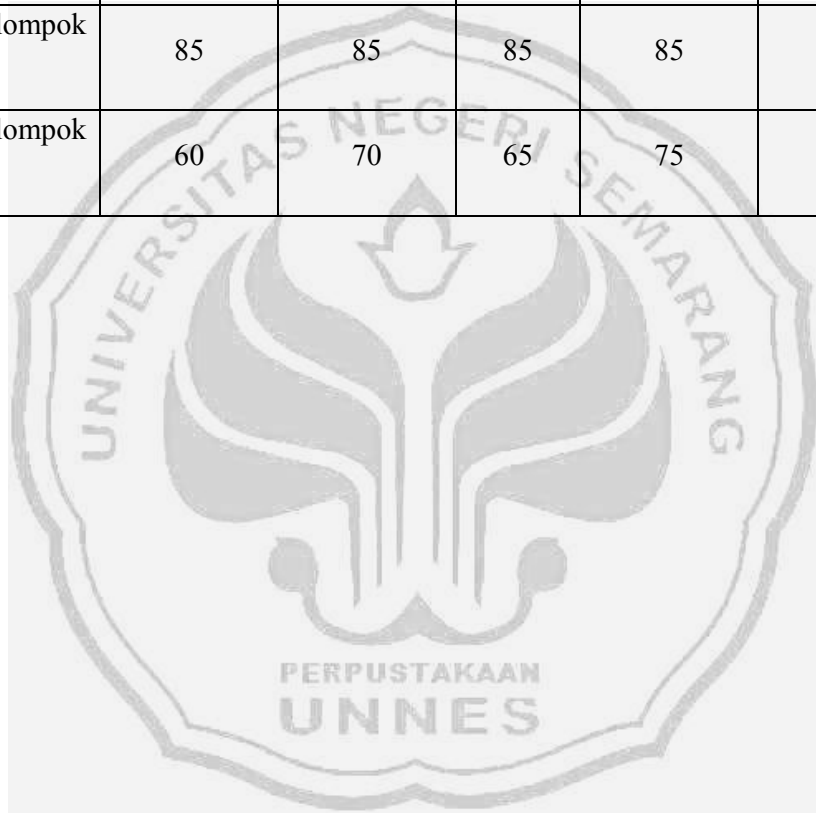 lompok
85 85 85 85
lompok
60 70 65 75
UNIVERSITAS NEGERI SEMARANG
PERPUSTAKAAN
UNNES